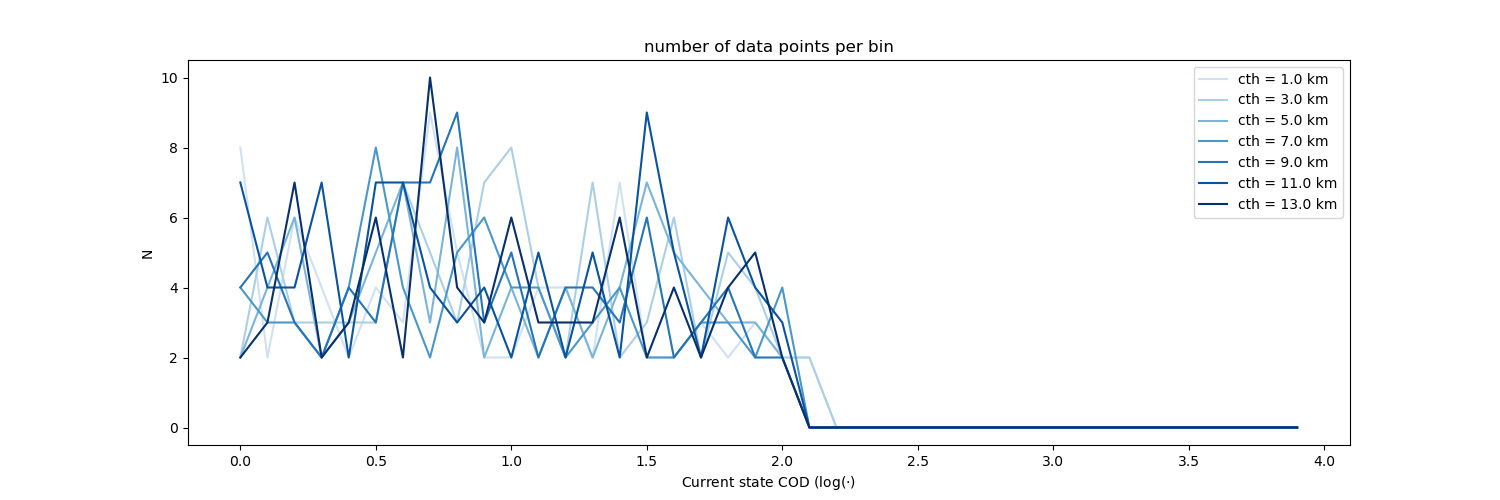 number of data points per bin
10
8
6
4
2
0
N
cth = 1.0 km
cth = 3.0 km
cth = 5.0 km
cth = 7.0 km
cth = 9.0 km
cth = 11.0 km
cth = 13.0 km
0.0 0.5 1.0 1.5 2.0 2.5 3.0 3.5 4.0
Current state COD (log(·)